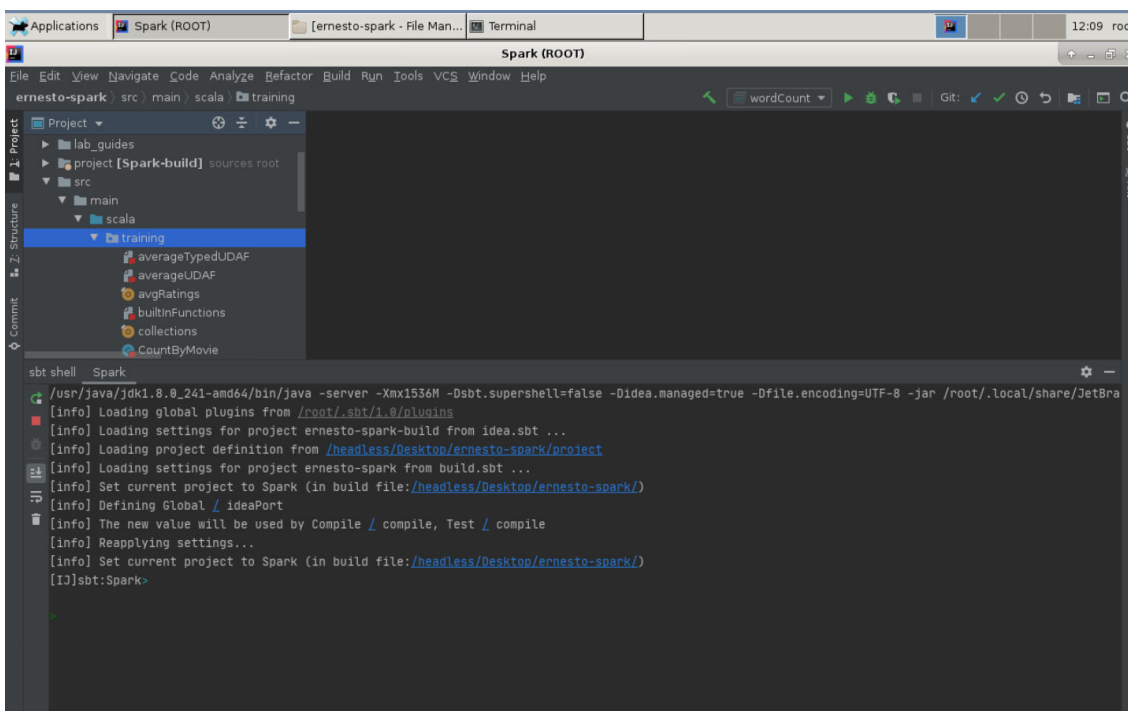 Applications Spark (ROOT) [ernesto-spark - File Man... Terminal 12:09
Spark (ROOT)
File Edit View Navigate Code Analyze Refactor Build Run Tools VCS Window Help
ernesto-spark src main scala training wordCount Git:
1: Project
Z: Structure
Commit
Project
lab_guides
project [Spark-build] sources root
src
main
scala
training
averageTypedUDAF
averageUDAF
avgRatings
builtInFunctions
collections
CountByMovie
sbt shell Spark
/usr/java/jdk1.8.0_241-amd64/bin/java -server -Xmx1536M -Dsbt.supershell=false -Didea.managed=true -Dfile.encoding=UTF-8 -jar /root/.local/share/JetBra
[info] Loading global plugins from /root/.sbt/1.0/plugins
[info] Loading settings for project ernesto-spark-build from idea.sbt ...
[info] Loading project definition from /headless/Desktop/ernesto-spark/project
[info] Loading settings for project ernesto-spark from build.sbt ...
[info] Set current project to Spark (in build file:/headless/Desktop/ernesto-spark/)
[info] Defining Global / ideaPort
[info] The new value will be used by Compile / compile, Test / compile
[info] Reapplying settings...
[info] Set current project to Spark (in build file:/headless/Desktop/ernesto-spark/)
[IJ]sbt:Spark>
>